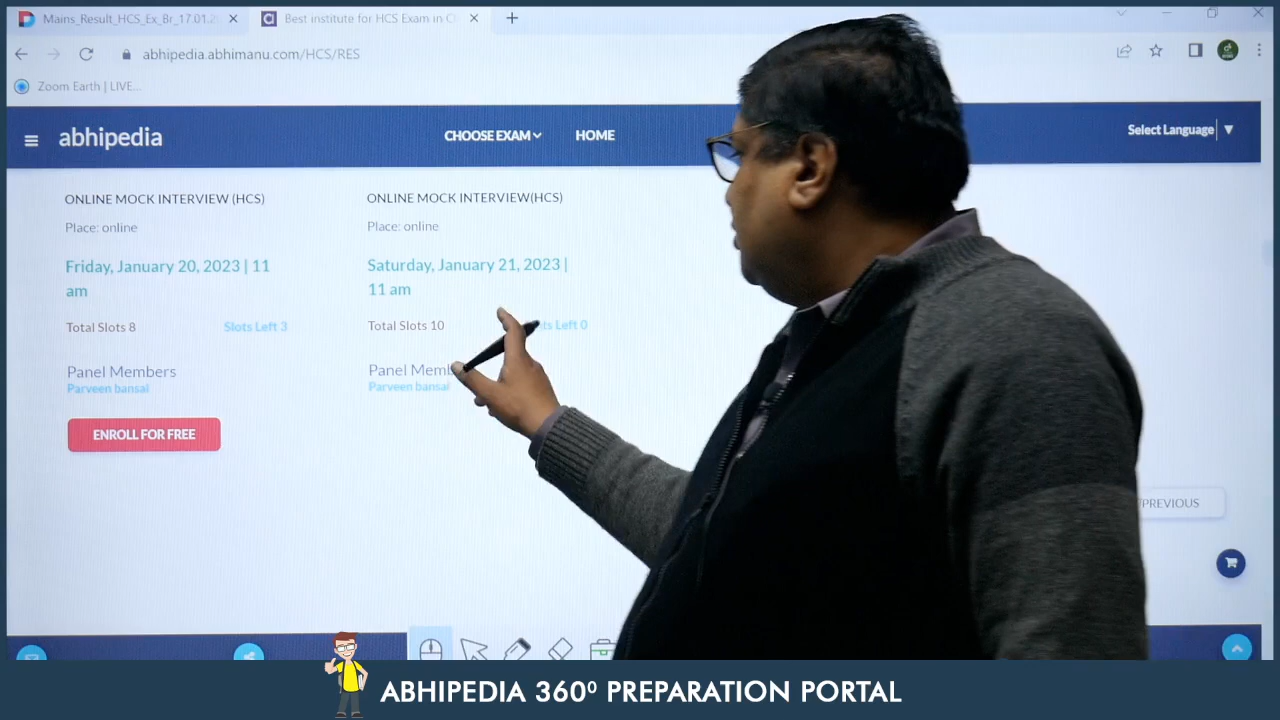 Mains_Result_HCS_Ex_Br_17.01.2
Best institute for HCS Exam in C
abhipedia.abhimanu.com/HCS/RES
Zoom Earth | LIVE...
abhipedia
CHOOSE EXAM
HOME
Select Language
ONLINE MOCK INTERVIEW (HCS)
Place: online
Friday, January 20, 2023 | 11
am
Total Slots 8
Slots Left 3
Panel Members
Parveen bansal
ENROLL FOR FREE
ONLINE MOCK INTERVIEW(HCS)
Place: online
Saturday, January 21, 2023 |
11 am
Total Slots 10
ts Left 0
Panel Memb
Parveen bansal
PREVIOUS
ABHIPEDIA 360⁰ PREPARATION PORTAL